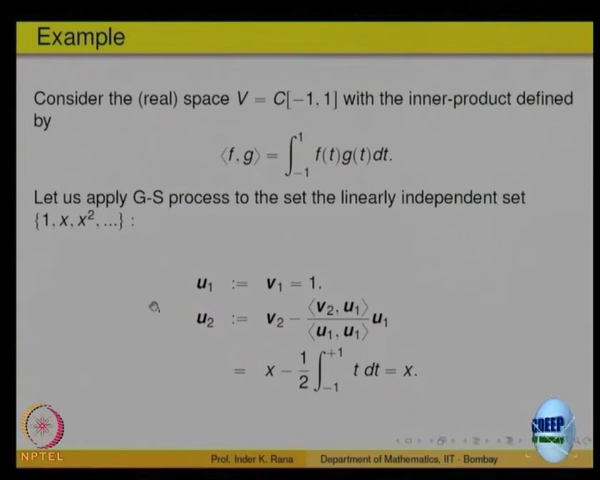 Example
Consider the (real) space V = C[−1, 1] with the inner-product defined
by
⟨f, g⟩ = ∫₋₁¹ f(t)g(t)dt.
Let us apply G-S process to the set the linearly independent set
{1, x, x², ...} :
u₁ := v₁ = 1.
u₂ := v₂ − ⟨v₂, u₁⟩/⟨u₁, u₁⟩ u₁
= x − 1/2 ∫₋₁⁺¹ t dt = x.
NPTEL
Prof. Inder K. Rana Department of Mathematics, IIT - Bombay